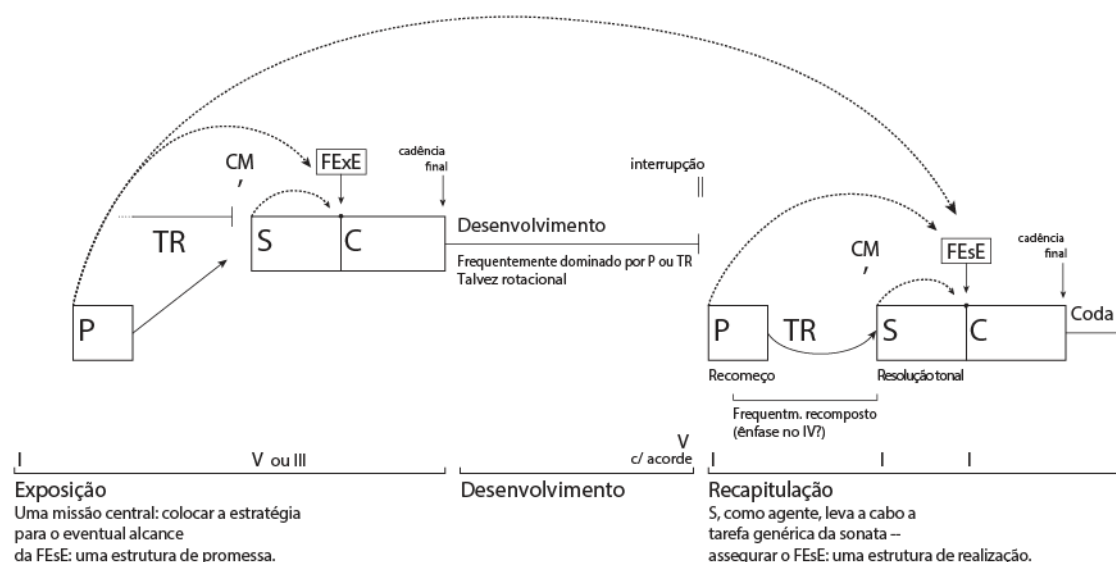 CM
,
FExE
cadência
final
TR
S
C
P
Desenvolvimento
Frequentemente dominado por P ou TR
Talvez rotacional
interrupção
CM
,
FEsE
cadência
final
P
TR
S
C
Coda
Recomeço
Resolução tonal
Frequentm. recomposto
(ênfase no IV?)
I
V ou III
V
c/ acorde
I
I
I
Exposição
Uma missão central: colocar a estratégia
para o eventual alcance
da FEsE: uma estrutura de promessa.
Desenvolvimento
Recapitulação
S, como agente, leva a cabo a
tarefa genérica da sonata --
assegurar o FEsE: uma estrutura de realização.